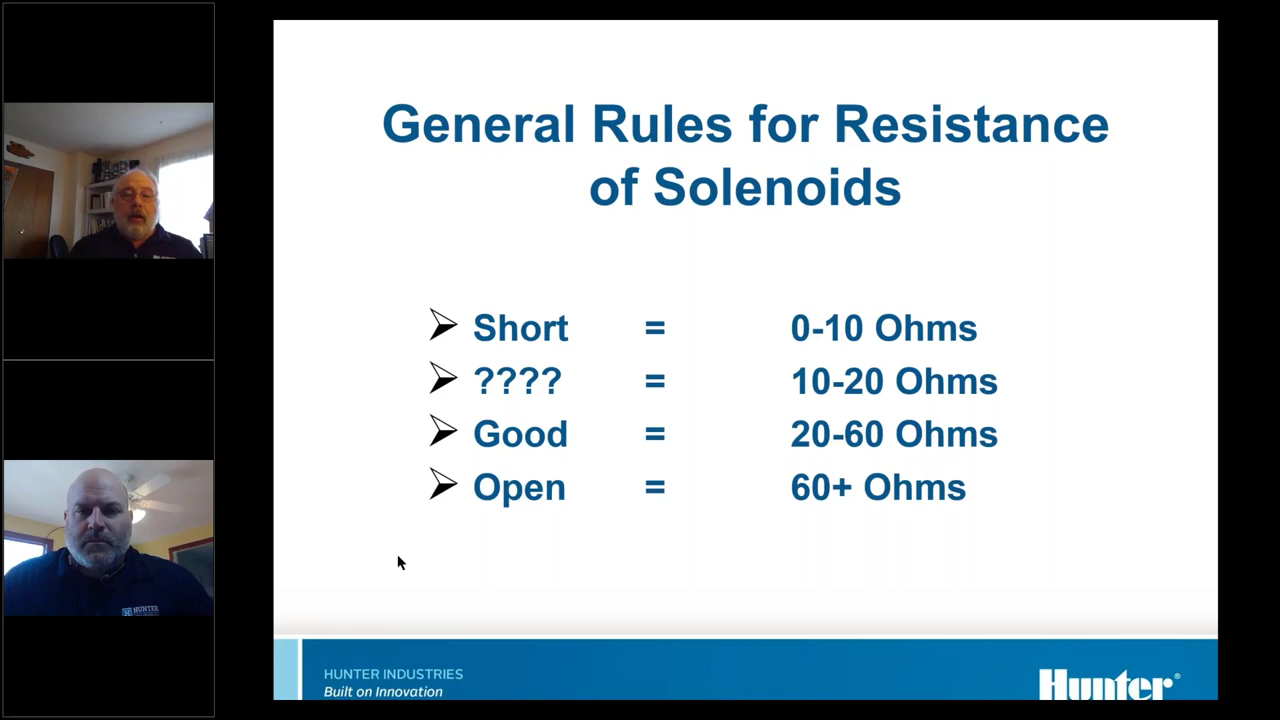 General Rules for Resistance
of Solenoids
Short = 0-10 Ohms
???? = 10-20 Ohms
Good = 20-60 Ohms
Open = 60+ Ohms
HUNTER INDUSTRIES
Built on Innovation
Hunter®
HUNTER